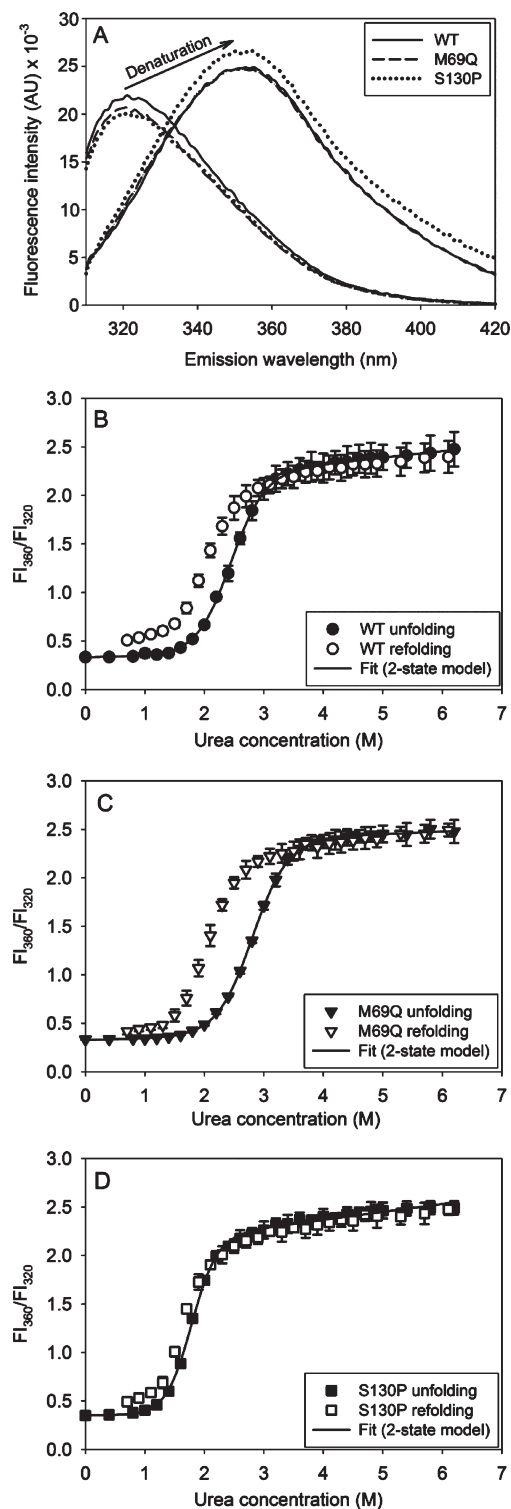 A
Denaturation
WT
M69Q
S130P
Fluorescence intensity (AU) x 10⁻³
30
25
20
15
10
5
0
320 340 360 380 400 420
Emission wavelength (nm)
B
FI₃₆₀/FI₃₂₀
3.0
2.5
2.0
1.5
1.0
0.5
0.0
WT unfolding
WT refolding
Fit (2-state model)
0 1 2 3 4 5 6 7
Urea concentration (M)
C
FI₃₆₀/FI₃₂₀
3.0
2.5
2.0
1.5
1.0
0.5
0.0
M69Q unfolding
M69Q refolding
Fit (2-state model)
0 1 2 3 4 5 6 7
Urea concentration (M)
D
FI₃₆₀/FI₃₂₀
3.0
2.5
2.0
1.5
1.0
0.5
0.0
S130P unfolding
S130P refolding
Fit (2-state model)
0 1 2 3 4 5 6 7
Urea concentration (M)